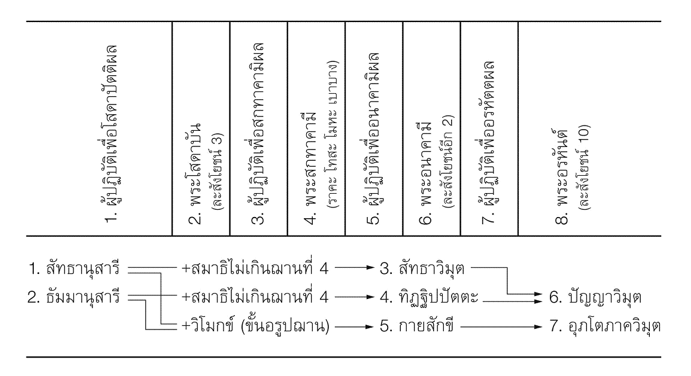 1. ผู้ปฏิบัติเพื่อโสดาปัตติผล
2. พระโสดาบัน
(ละสังโยชน์ 3)
3. ผู้ปฏิบัติเพื่อสกทาคามิผล
4. พระสกทาคามี
(ราคะ โทสะ โมหะ เบาบาง)
5. ผู้ปฏิบัติเพื่ออนาคามิผล
6. พระอนาคามี
(ละสังโยชน์อีก 2)
7. ผู้ปฏิบัติเพื่ออรหัตตผล
8. พระอรหันต์
(ละสังโยชน์ 10)
1. สัทธานุสารี +สมาธิไม่เกินฌานที่ 4 3. สัทธาวิมุต
2. ธัมมานุสารี +สมาธิไม่เกินฌานที่ 4 4. ทิฏฐิปปัตตะ 6. ปัญญาวิมุต
+วิโมกข์ (ขั้นอรูปฌาน) 5. กายสักขี 7. อุภโตภาควิมุต